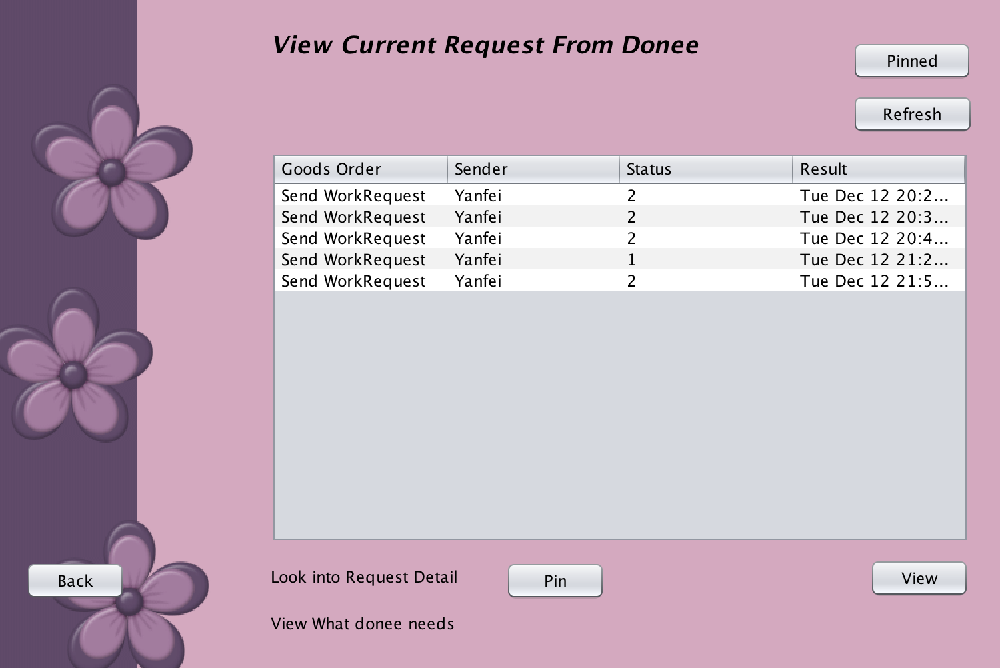 View Current Request From Donee
Pinned
Refresh
Goods Order Sender Status Result
Send WorkRequest Yanfei 2 Tue Dec 12 20:2...
Send WorkRequest Yanfei 2 Tue Dec 12 20:3...
Send WorkRequest Yanfei 2 Tue Dec 12 20:4...
Send WorkRequest Yanfei 1 Tue Dec 12 21:2...
Send WorkRequest Yanfei 2 Tue Dec 12 21:5...
Back Look into Request Detail Pin View
View What donee needs